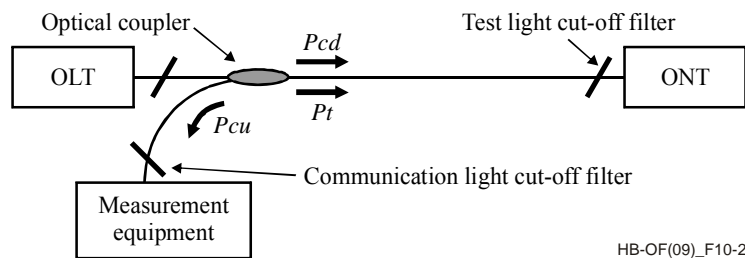 Optical coupler
Pcd
Test light cut-off filter
OLT
ONT
Pt
Pcu
Communication light cut-off filter
Measurement
equipment
HB-OF(09)_F10-2